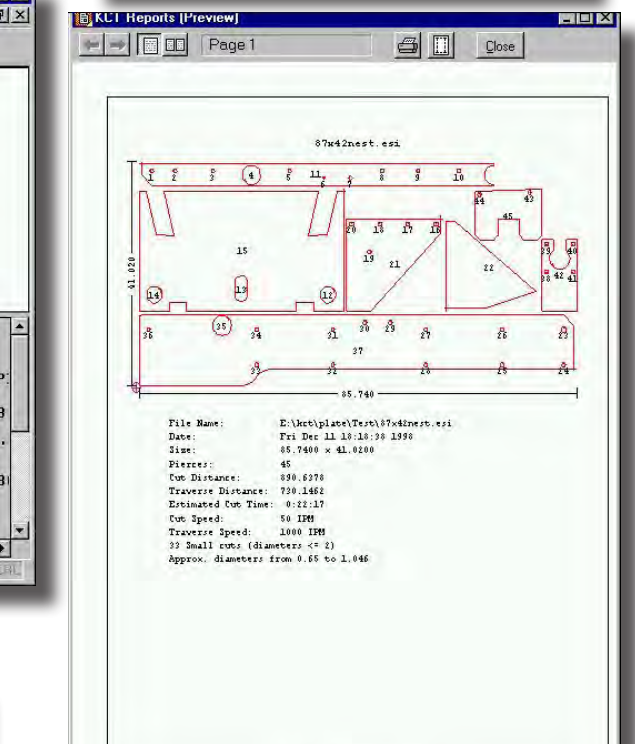 KCT Reports [Preview]
Page 1
Close
87x42nest.esi
1 2 3 4 5 11 6 7 8 9 10
44 43
45
20 18 17 16
15
19
21
22
39 40
38 42 41
14 13 12
41.020
36 35 34 31 30 29 27 26 23
37
33 32 28 25 24
85.740
File Name: E:\kct\plate\Test\87x42nest.esi
Date: Fri Dec 11 18:18:38 1998
Size: 85.7400 x 41.0200
Pierces: 45
Cut Distance: 890.6378
Traverse Distance: 730.1462
Estimated Cut Time: 0:22:17
Cut Speed: 50 IPM
Traverse Speed: 1000 IPM
33 Small cuts (diameters <= 2)
Approx. diameters from 0.65 to 1.046